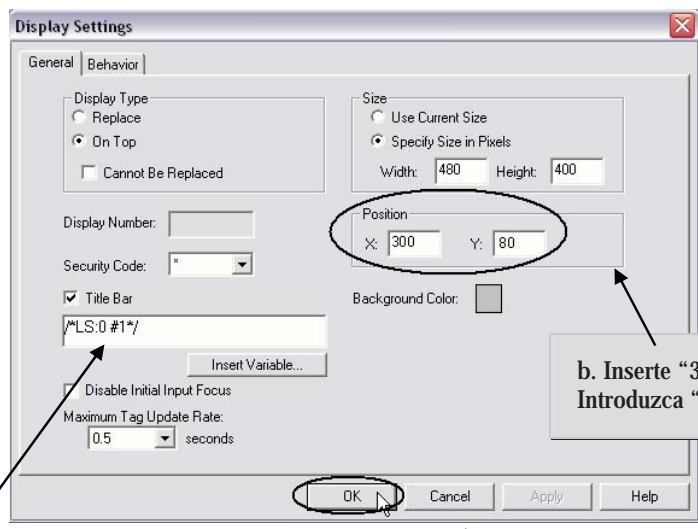 Display Settings
General Behavior
Display Type
Replace
On Top
Cannot Be Replaced
Size
Use Current Size
Specify Size in Pixels
Width: 480 Height: 400
Display Number:
Position
X: 300 Y: 80
Security Code: *
Title Bar
Background Color:
/*LS:0 #1*/
Insert Variable...
Disable Initial Input Focus
Maximum Tag Update Rate:
0.5 seconds
b. Inserte “3
Introduzca “
OK Cancel Apply Help